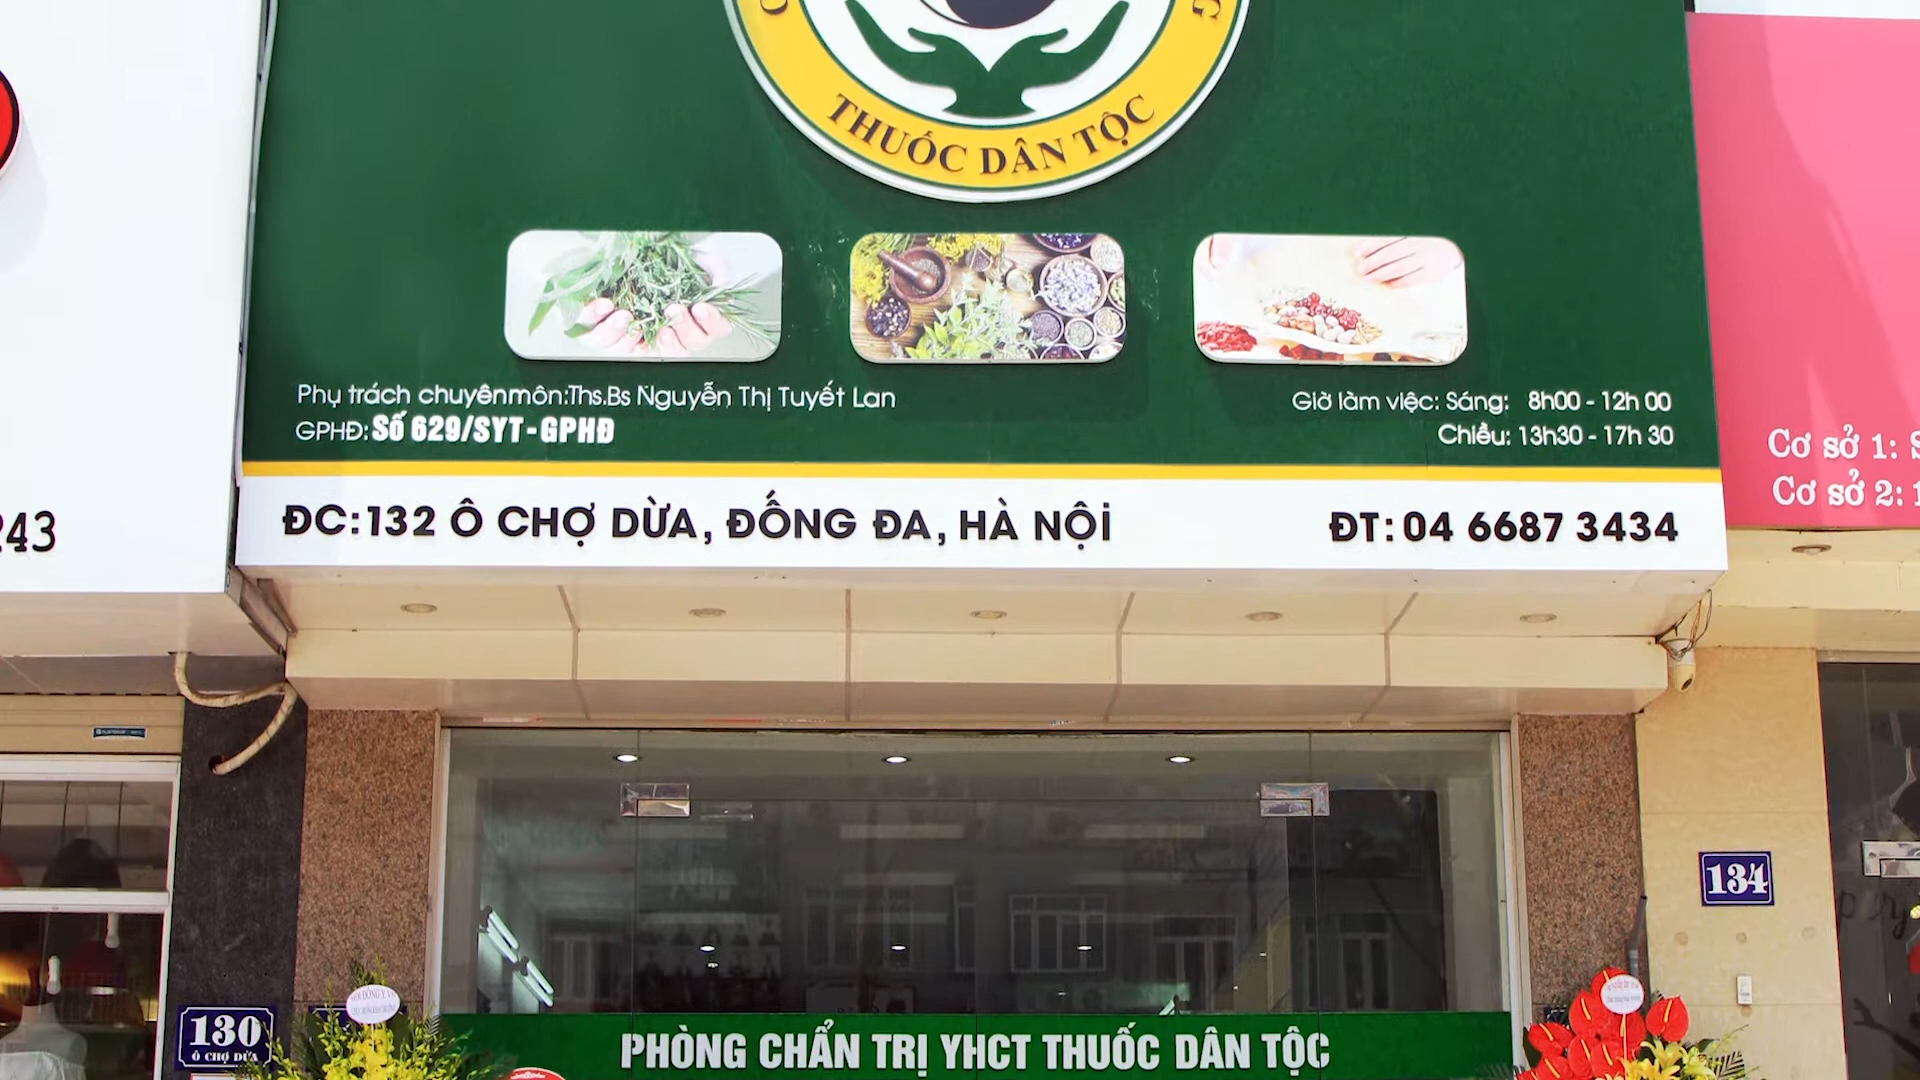 THUỐC DÂN TỘC
Phụ trách chuyên môn: Ths.Bs Nguyễn Thị Tuyết Lan
GPHĐ: Số 629/SYT - GPHĐ
Giờ làm việc: Sáng: 8h00 - 12h 00
Chiều: 13h30 - 17h 30
ĐC: 132 Ô CHỢ DỪA, ĐỐNG ĐA, HÀ NỘI
ĐT: 04 6687 3434
243
Cơ sở 1:
Cơ sở 2:
134
130
Ô CHỢ DỪA
PHÒNG CHẨN TRỊ YHCT THUỐC DÂN TỘC